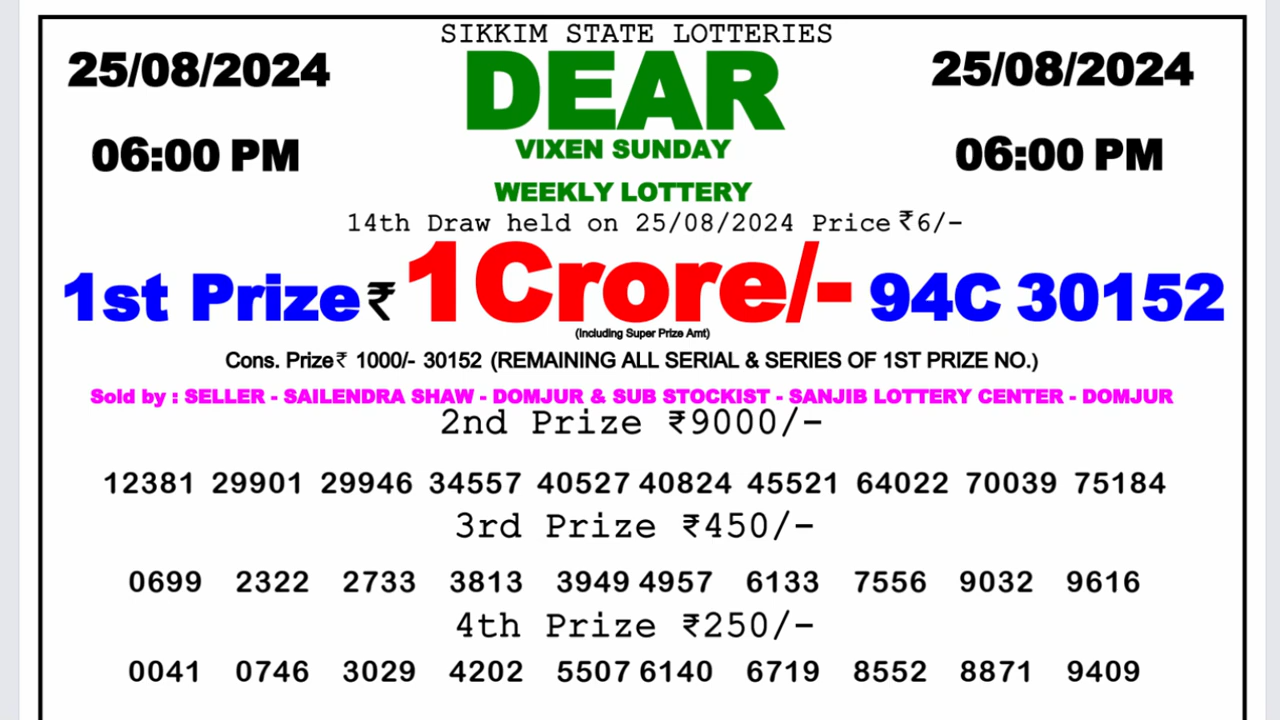 SIKKIM STATE LOTTERIES
25/08/2024 DEAR 25/08/2024
06:00 PM VIXEN SUNDAY 06:00 PM
WEEKLY LOTTERY
14th Draw held on 25/08/2024 Price ₹6/-
1st Prize ₹ 1Crore/- 94C 30152
(Including Super Prize Amt)
Cons. Prize ₹ 1000/- 30152 (REMAINING ALL SERIAL & SERIES OF 1ST PRIZE NO.)
Sold by : SELLER - SAILENDRA SHAW - DOMJUR & SUB STOCKIST - SANJIB LOTTERY CENTER - DOMJUR
2nd Prize ₹9000/-
12381 29901 29946 34557 40527 40824 45521 64022 70039 75184
3rd Prize ₹450/-
0699 2322 2733 3813 3949 4957 6133 7556 9032 9616
4th Prize ₹250/-
0041 0746 3029 4202 5507 6140 6719 8552 8871 9409